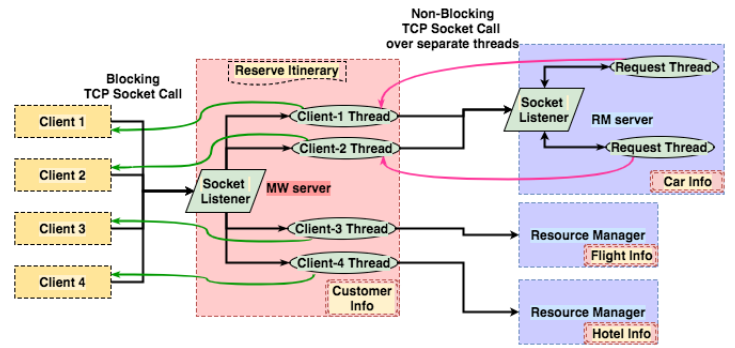 Non-Blocking
TCP Socket Call
over separate threads
Blocking
TCP Socket Call
Reserve Itinerary
Request Thread
Client 1
Client-1 Thread
Socket
Listener
RM server
Client-2 Thread
Request Thread
Client 2
Socket
Listener
MW server
Car Info
Client 3
Client-3 Thread
Resource Manager
Flight Info
Client 4
Client-4 Thread
Customer
Info
Resource Manager
Hotel Info